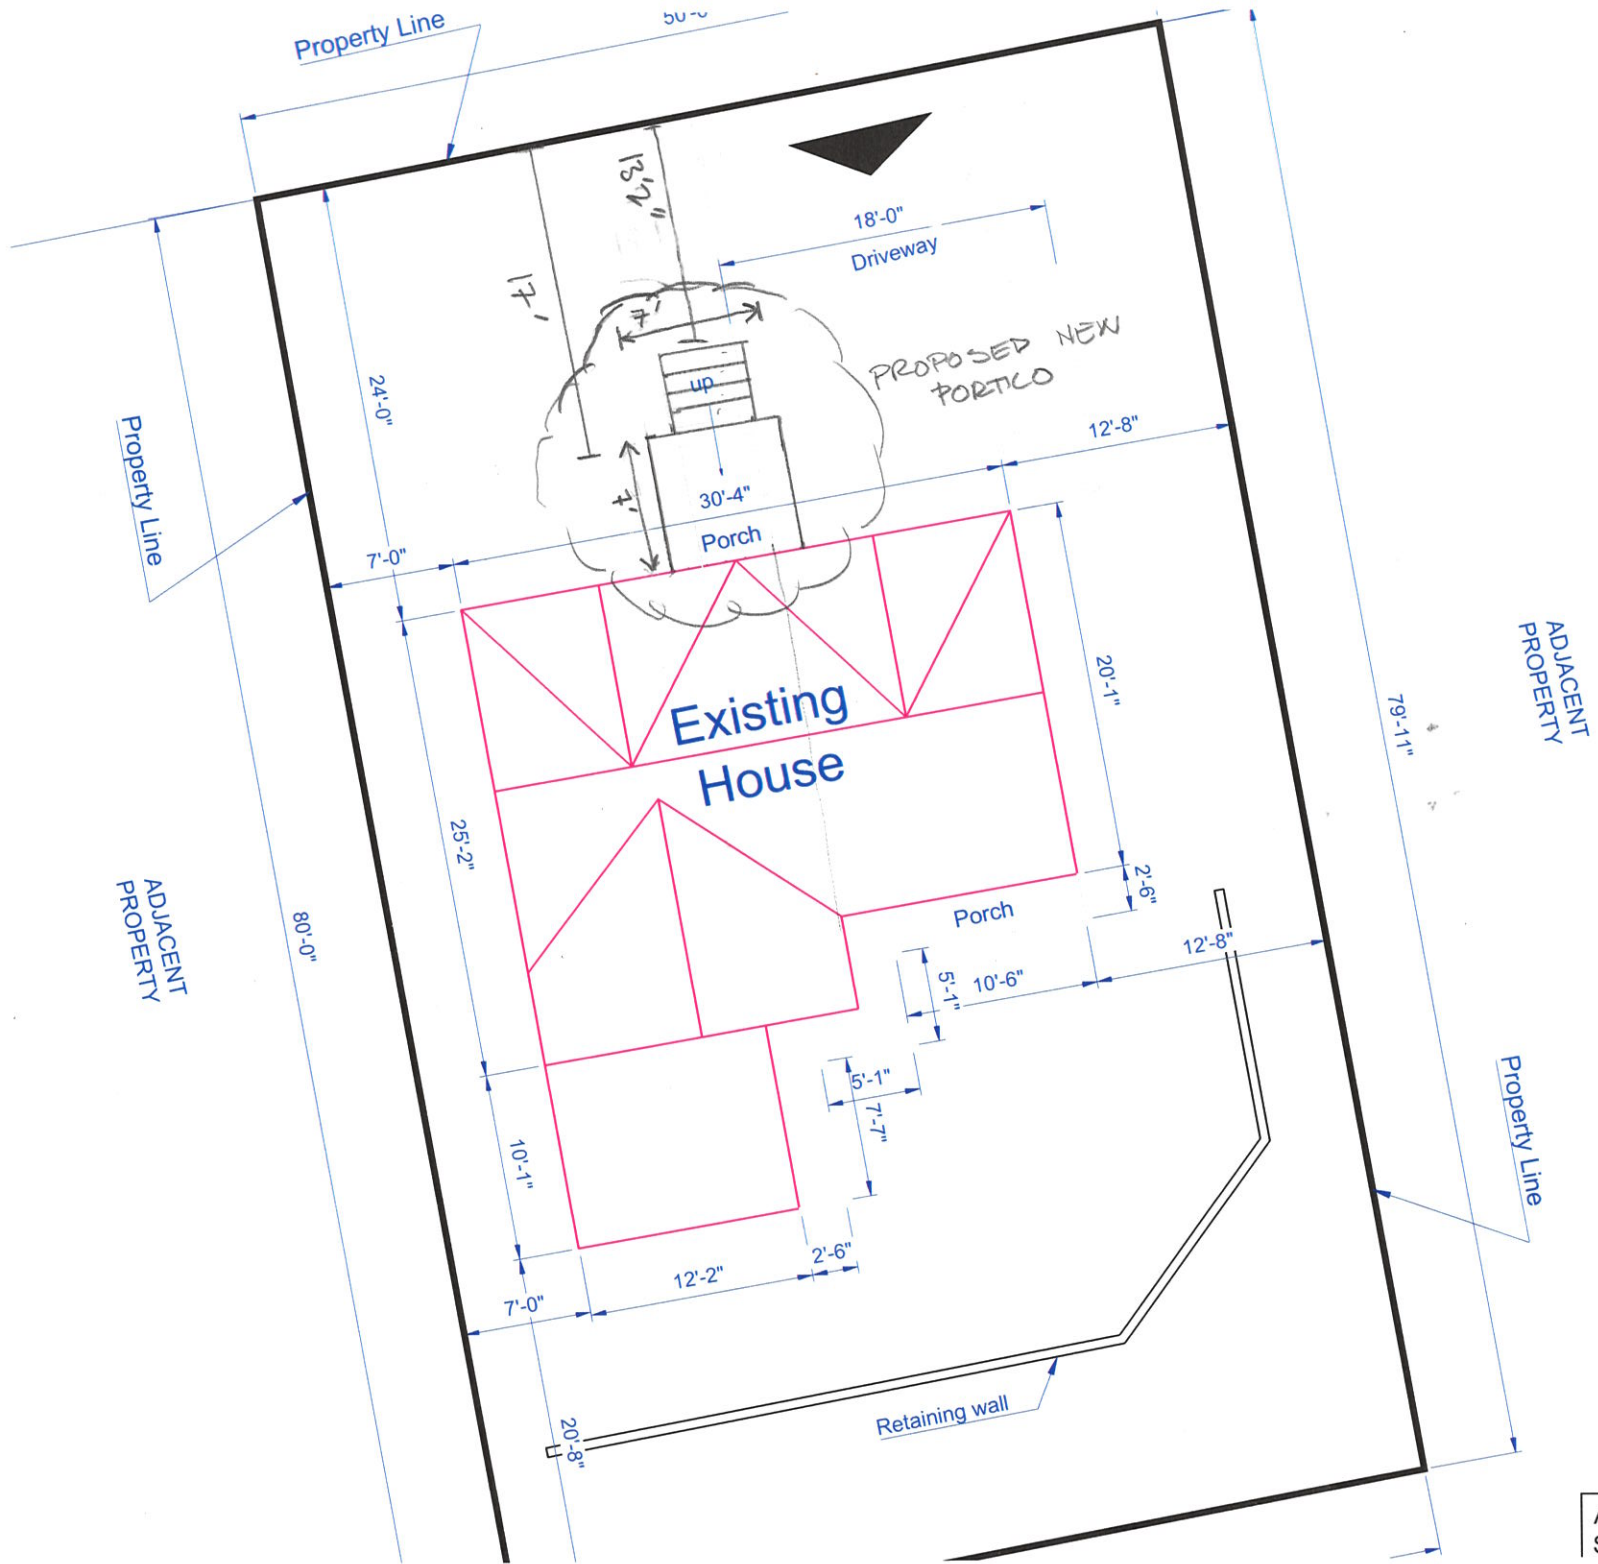 Property Line
13'2"
18'-0"
Driveway
17'
7'
PROPOSED NEW
PORTICO
up
24'-0"
12'-8"
Property Line
7'
30'-4"
Porch
7'-0"
20'-1"
ADJACENT
PROPERTY
79'-11"
Existing
House
25'-2"
2'-6"
Porch
12'-8"
ADJACENT
PROPERTY
80'-0"
5'-1"
10'-6"
5'-1"
7'-7"
Property Line
10'-1"
2'-6"
12'-2"
7'-0"
Retaining wall
20'-8"